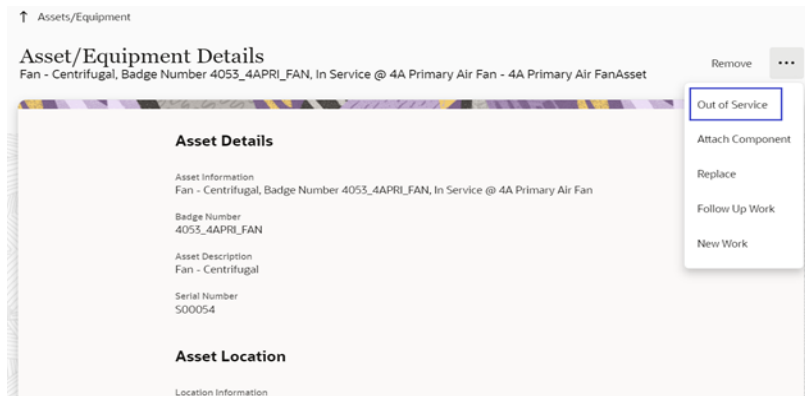 ↑ Assets/Equipment
Asset/Equipment Details
Fan - Centrifugal, Badge Number 4053_4APRI_FAN, In Service @ 4A Primary Air Fan - 4A Primary Air FanAsset
Remove ...
Out of Service
Attach Component
Replace
Follow Up Work
New Work
Asset Details
Asset Information
Fan - Centrifugal, Badge Number 4053_4APRI_FAN, In Service @ 4A Primary Air Fan
Badge Number
4053_4APRI_FAN
Asset Description
Fan - Centrifugal
Serial Number
S00054
Asset Location
Location Information